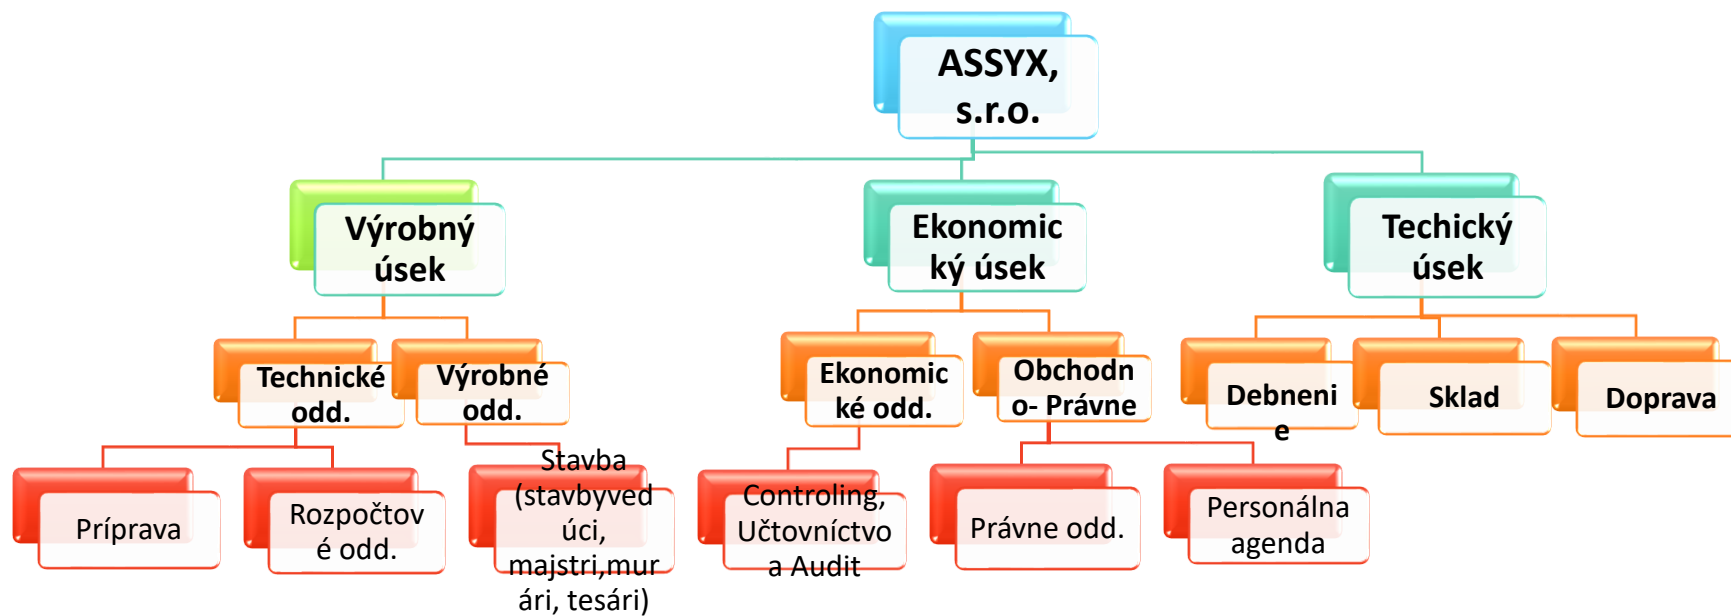 ASSYX,
s.r.o.
Výrobný
úsek
Ekonomic
ký úsek
Techický
úsek
Technické
odd.
Výrobné
odd.
Ekonomic
ké odd.
Obchodn
o- Právne
Debneni
e
Sklad
Doprava
Príprava
Rozpočtov
é odd.
Stavba
(stavbyved
úci,
majstri,mur
ári, tesári)
Controling,
Učtovníctvo
a Audit
Právne odd.
Personálna
agenda